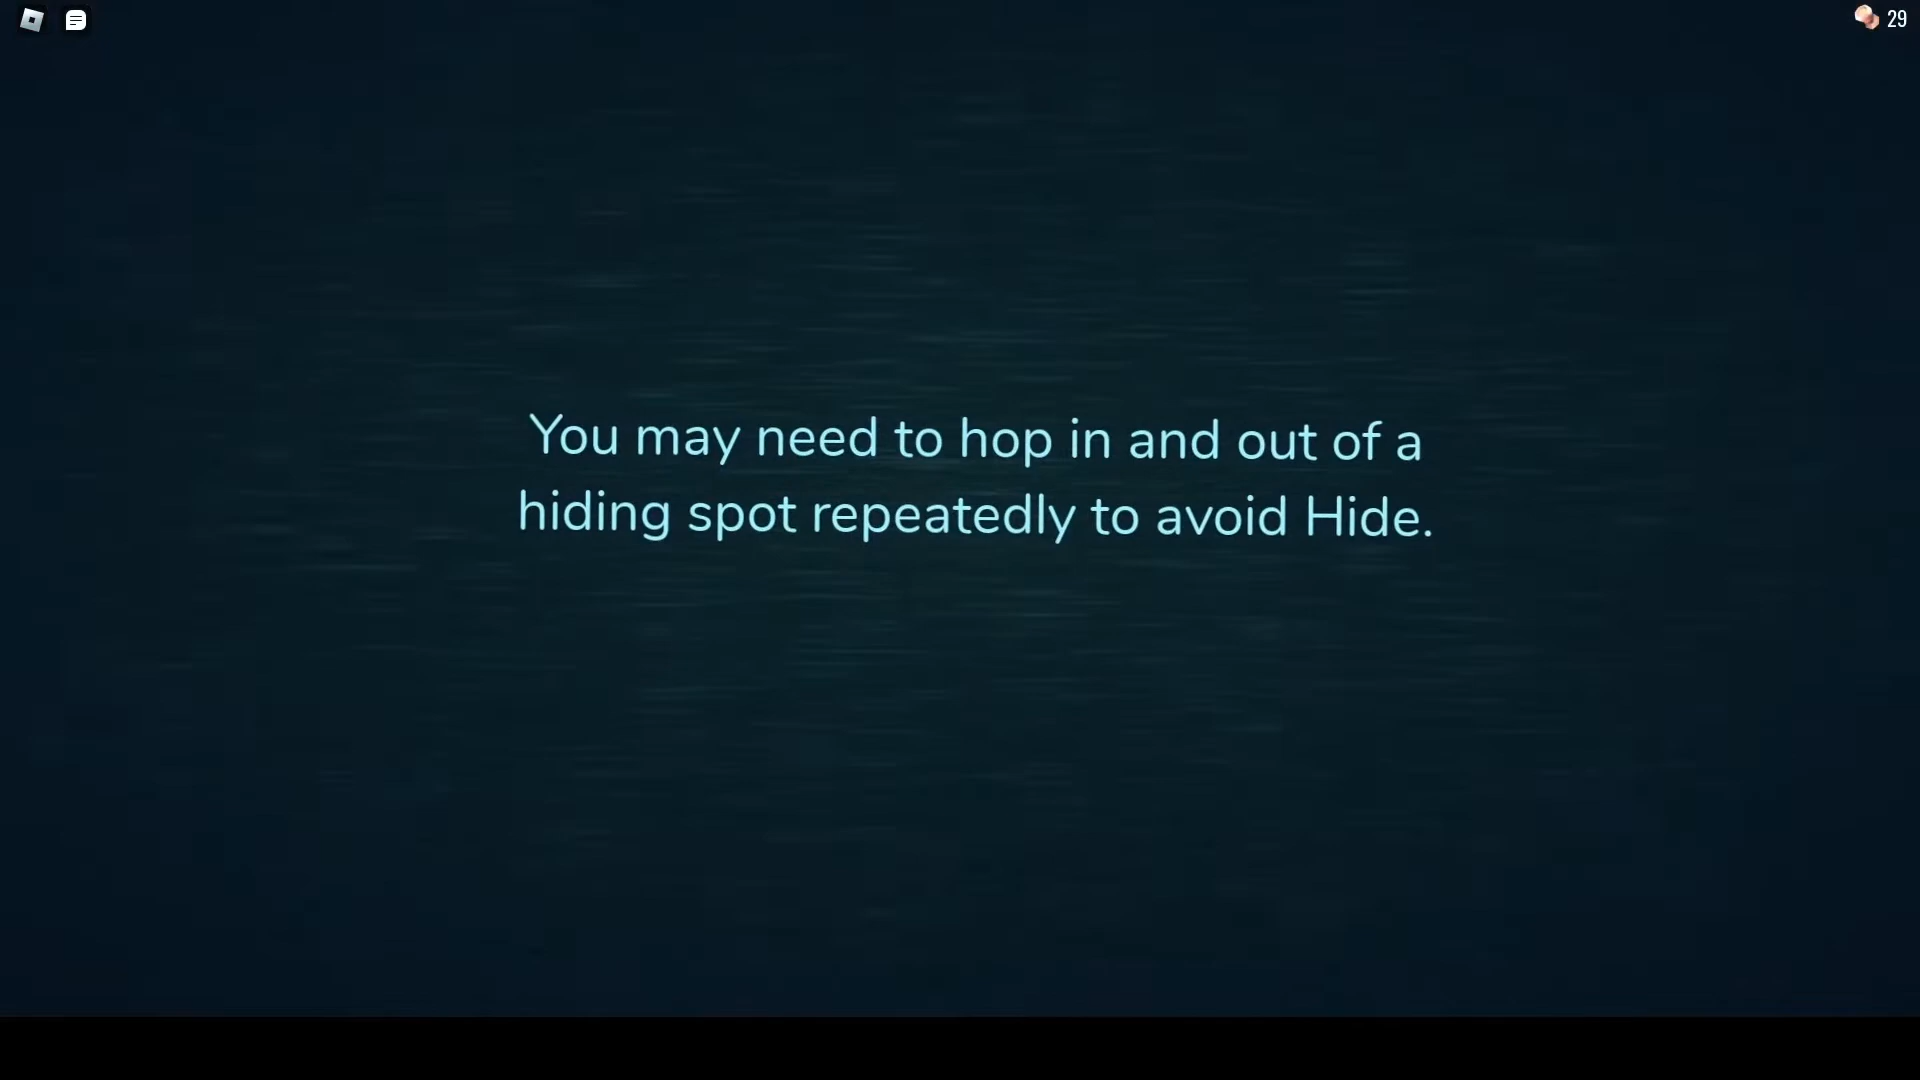 29
You may need to hop in and out of a
hiding spot repeatedly to avoid Hide.